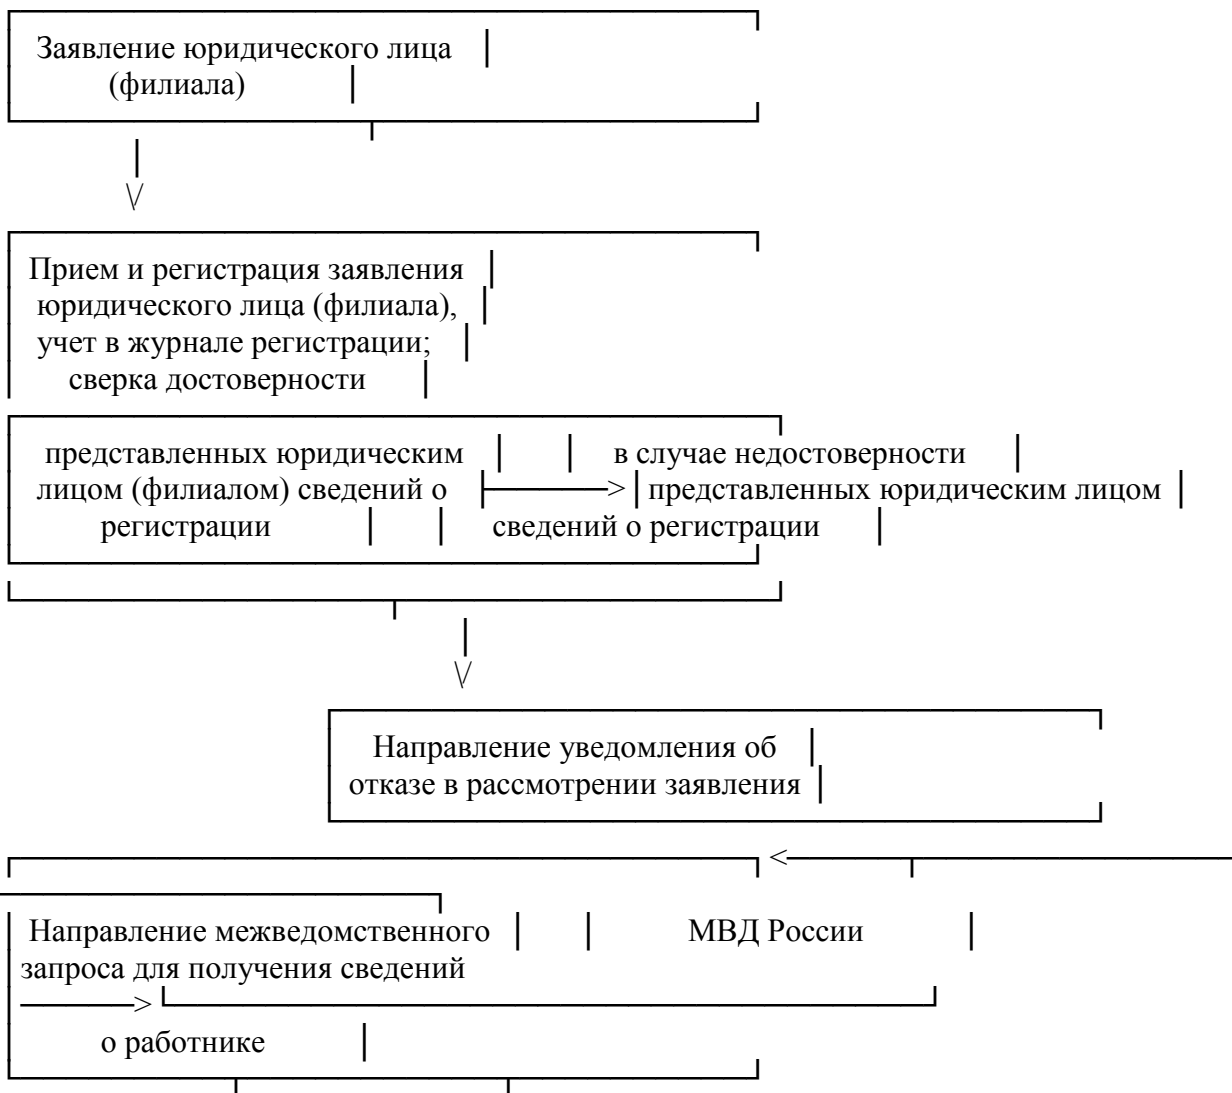 Заявление юридического лица
(филиала)
Прием и регистрация заявления
юридического лица (филиала),
учет в журнале регистрации;
сверка достоверности
представленных юридическим в случае недостоверности
лицом (филиалом) сведений о представленных юридическим лицом
регистрации сведений о регистрации
Направление уведомления об
отказе в рассмотрении заявления
Направление межведомственного МВД России
запроса для получения сведений
о работнике